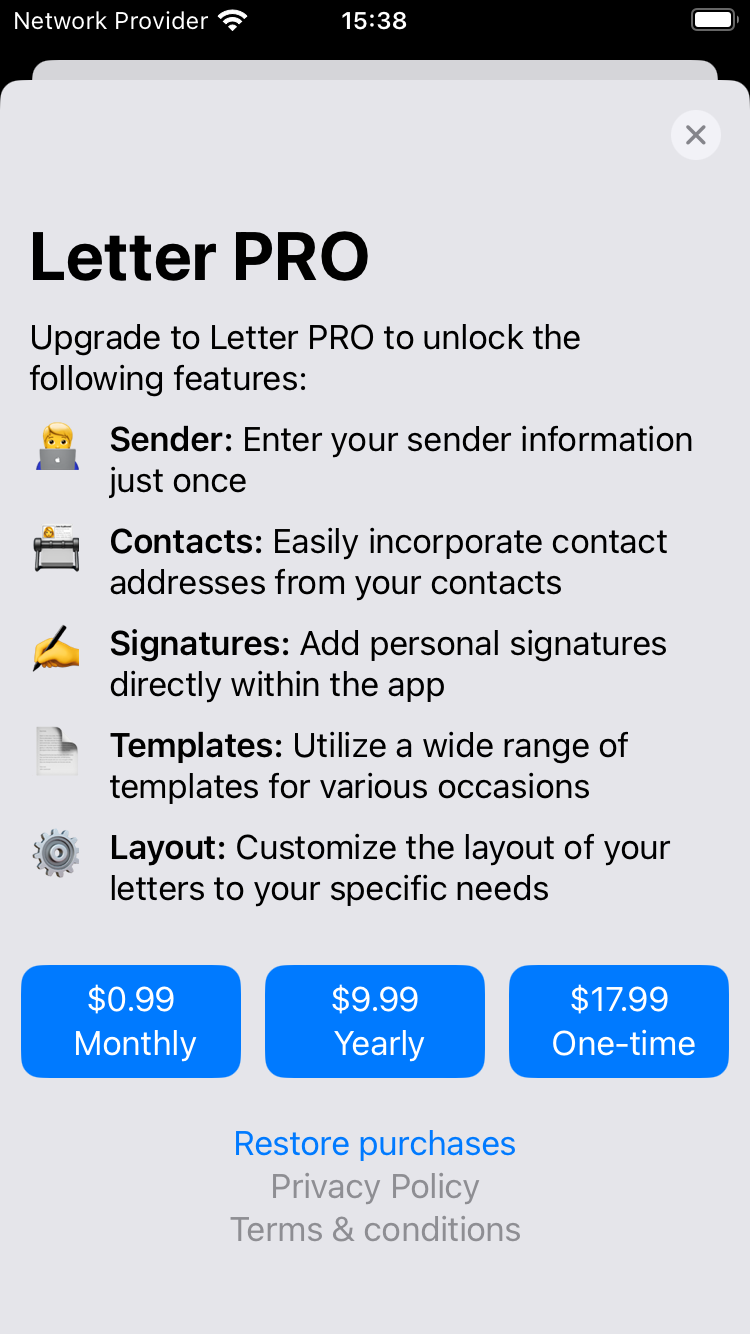 Network Provider 15:38
Letter PRO
Upgrade to Letter PRO to unlock the
following features:
Sender: Enter your sender information
just once
Contacts: Easily incorporate contact
addresses from your contacts
Signatures: Add personal signatures
directly within the app
Templates: Utilize a wide range of
templates for various occasions
Layout: Customize the layout of your
letters to your specific needs
$0.99
Monthly
$9.99
Yearly
$17.99
One-time
Restore purchases
Privacy Policy
Terms & conditions